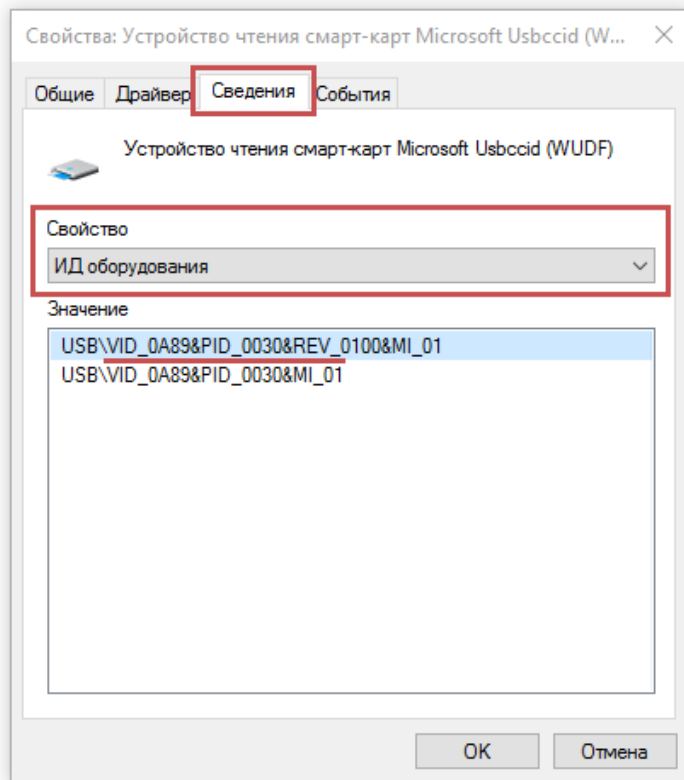 Свойства: Устройство чтения смарт-карт Microsoft Usbccid (W...
Общие Драйвер Сведения События
Устройство чтения смарт-карт Microsoft Usbccid (WUDF)
Свойство
ИД оборудования
Значение
USB\VID_0A89&PID_0030&REV_0100&MI_01
USB\VID_0A89&PID_0030&MI_01
OK Отмена